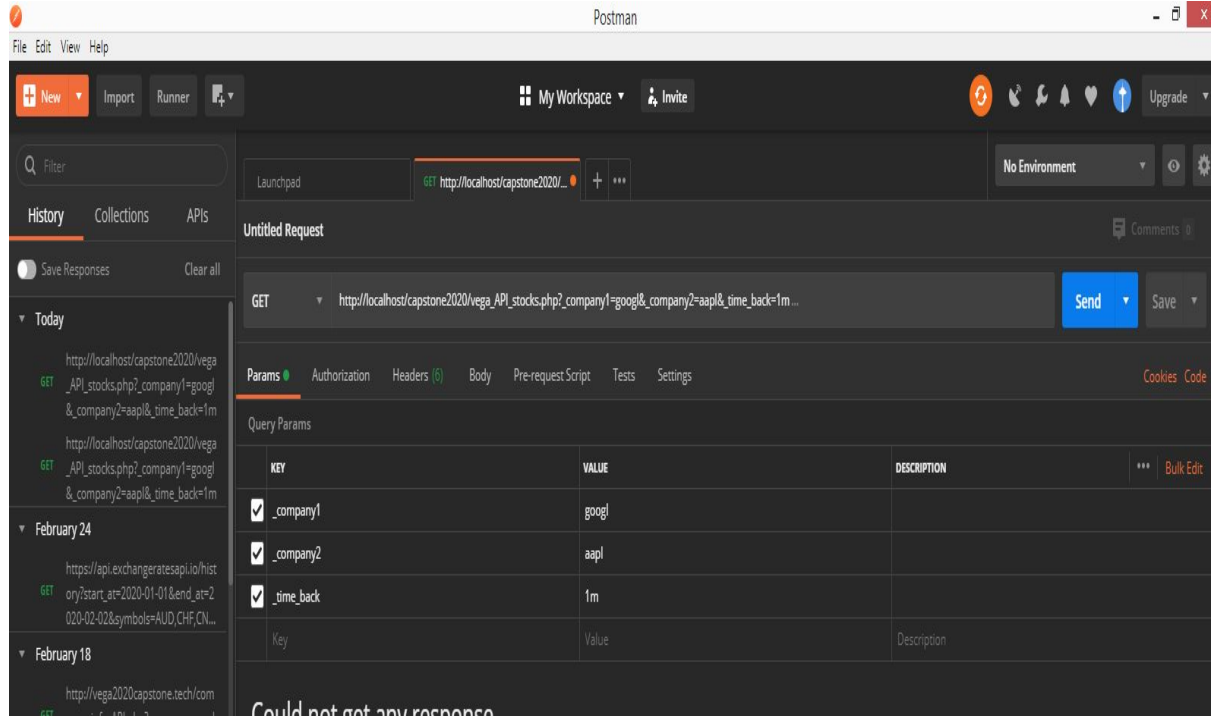 Postman
File Edit View Help
New Import Runner My Workspace Invite Upgrade
Filter
History Collections APIs
Save Responses Clear all
Today
GET http://localhost/capstone2020/vega
_API_stocks.php?_company1=googl
&_company2=aapl&_time_back=1m
GET http://localhost/capstone2020/vega
_API_stocks.php?_company1=googl
&_company2=aapl&_time_back=1m
February 24
GET https://api.exchangeratesapi.io/hist
ory?start_at=2020-01-01&end_at=2
020-02-02&symbols=AUD,CHF,CN...
February 18
http://vega2020capstone.tech/com
GET
Launchpad GET http://localhost/capstone2020/... + •••
No Environment
Untitled Request Comments 0
GET http://localhost/capstone2020/vega_API_stocks.php?_company1=googl&_company2=aapl&_time_back=1m...
Send Save
Params Authorization Headers (6) Body Pre-request Script Tests Settings Cookies Code
Query Params
KEY VALUE DESCRIPTION ••• Bulk Edit
_company1 googl
_company2 aapl
_time_back 1m
Key Value Description
Could not get any response